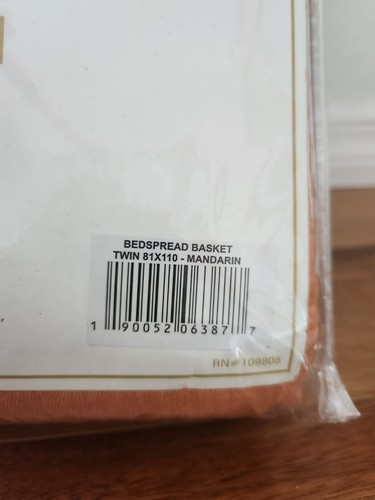 BEDSPREAD BASKET
TWIN 81X110 - MANDARIN
1 90052 06387 7
RN# 109808